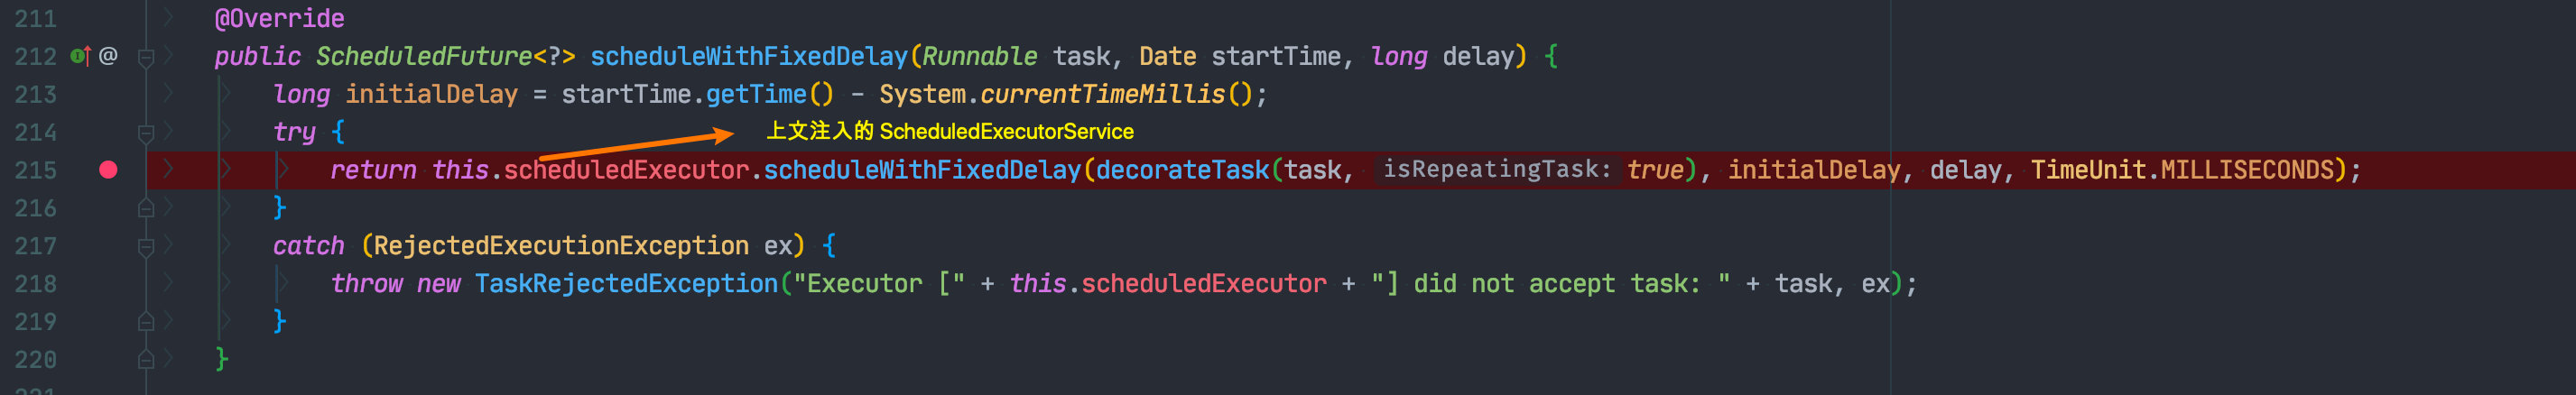 211 @Override
212 @ public ScheduledFuture<?> scheduleWithFixedDelay(Runnable task, Date startTime, long delay) {
213 long initialDelay = startTime.getTime() - System.currentTimeMillis();
214 try {
上文注入的 ScheduledExecutorService
215 return this.scheduledExecutor.scheduleWithFixedDelay(decorateTask(task, isRepeatingTask: true), initialDelay, delay, TimeUnit.MILLISECONDS);
216 }
217 catch (RejectedExecutionException ex) {
218 throw new TaskRejectedException("Executor [" + this.scheduledExecutor + "] did not accept task: " + task, ex);
219 }
220 }